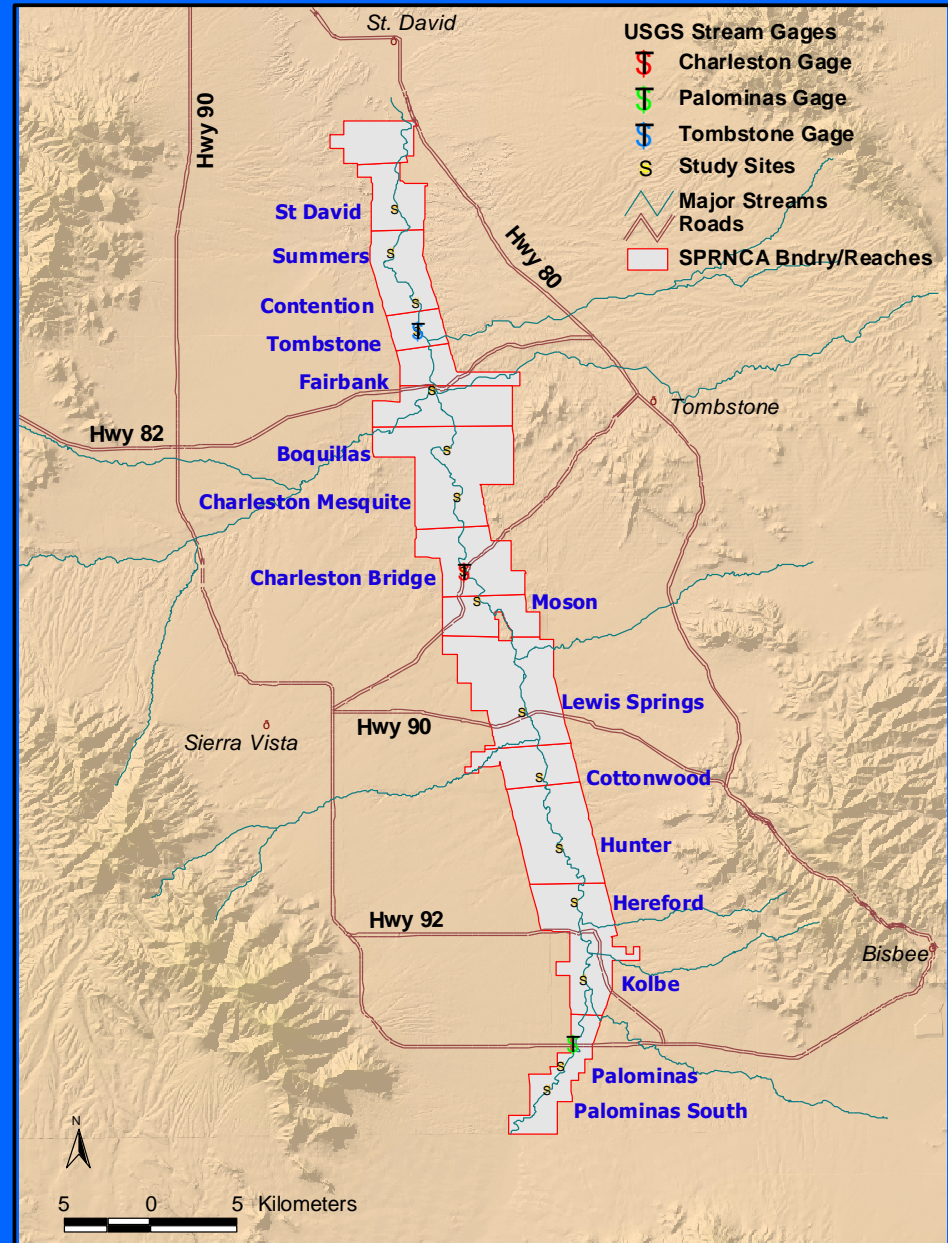 St. David
USGS Stream Gages
Charleston Gage
Palominas Gage
Tombstone Gage
S Study Sites
Major Streams
Roads
SPRNCA Bndry/Reaches
Hwy 90
Hwy 80
St David
Summers
Contention
Tombstone
Fairbank
Tombstone
Hwy 82
Boquillas
Charleston Mesquite
Charleston Bridge
Moson
Lewis Springs
Hwy 90
Sierra Vista
Cottonwood
Hunter
Hereford
Hwy 92
Bisbee
Kolbe
Palominas
Palominas South
N
5 0 5 Kilometers